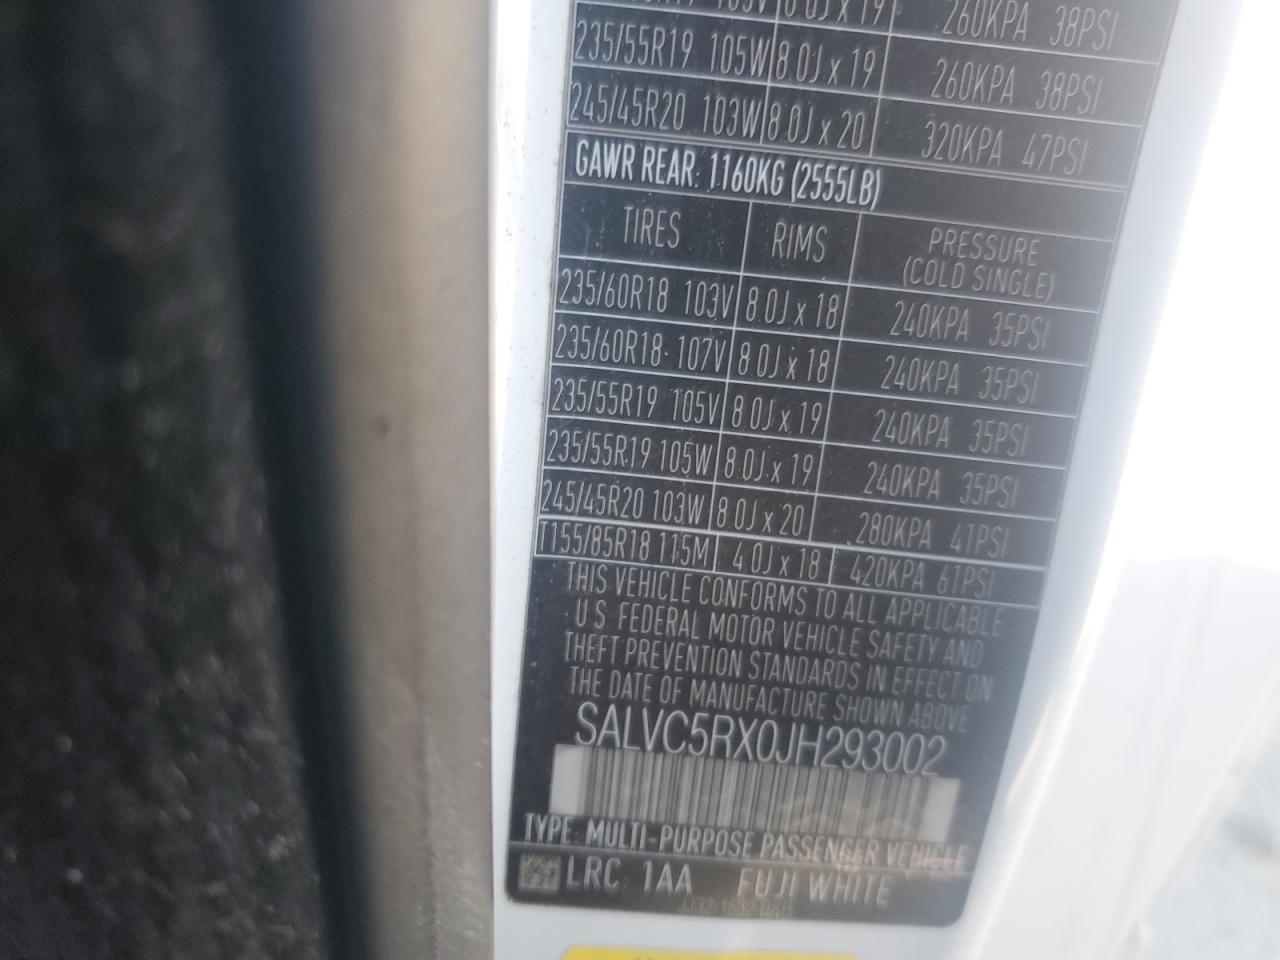 260KPA 38PSI
235/55R19 105W 8.0J x 19 260KPA 38PSI
245/45R20 103W 8.0J x 20 320KPA 47PSI
GAWR REAR: 1160KG (2555LB)
TIRES RIMS PRESSURE (COLD SINGLE)
235/60R18 103V 8.0J x 18 240KPA 35PSI
235/60R18 107V 8.0J x 18 240KPA 35PSI
235/55R19 105V 8.0J x 19 240KPA 35PSI
235/55R19 105W 8.0J x 19 240KPA 35PSI
245/45R20 103W 8.0J x 20 280KPA 41PSI
T155/85R18 115M 4.0J x 18 420KPA 61PSI
THIS VEHICLE CONFORMS TO ALL APPLICABLE
U.S. FEDERAL MOTOR VEHICLE SAFETY AND
THEFT PREVENTION STANDARDS IN EFFECT ON
THE DATE OF MANUFACTURE SHOWN ABOVE
SALVC5RX0JH293002
TYPE: MULTI-PURPOSE PASSENGER VEHICLE
LRC 1AA FUJI WHITE